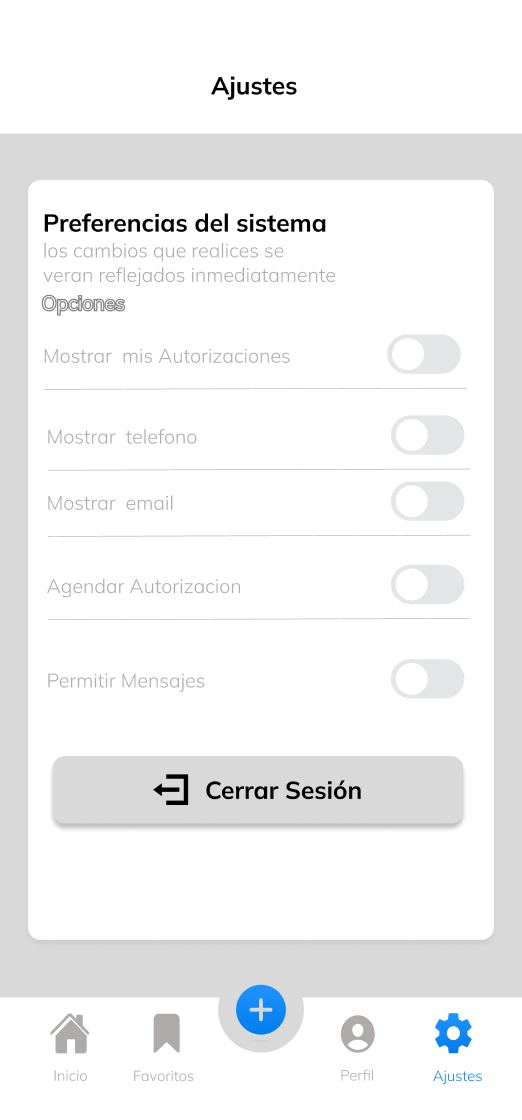 Ajustes
Preferencias del sistema
los cambios que realices se
veran reflejados inmediatamente
Opciones
Mostrar  mis Autorizaciones
Mostrar  telefono
Mostrar  email
Agendar Autorizacion
Permitir Mensajes
Cerrar Sesión
Inicio
Favoritos
Perfil
Ajustes